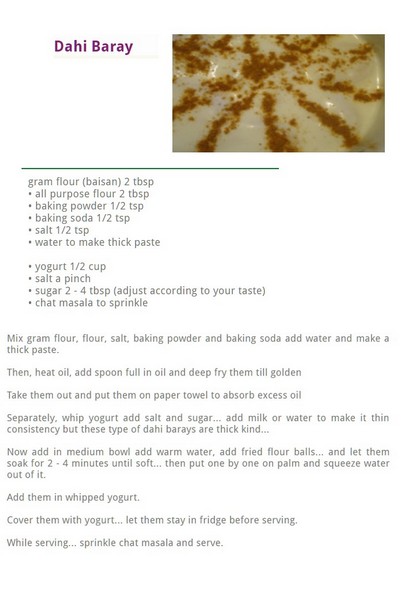 Dahi Baray
gram flour (baisan) 2 tbsp
• all purpose flour 2 tbsp
• baking powder 1/2 tsp
• baking soda 1/2 tsp
• salt 1/2 tsp
• water to make thick paste
• yogurt 1/2 cup
• salt a pinch
• sugar 2 - 4 tbsp (adjust according to your taste)
• chat masala to sprinkle
Mix gram flour, flour, salt, baking powder and baking soda add water and make a
thick paste.
Then, heat oil, add spoon full in oil and deep fry them till golden
Take them out and put them on paper towel to absorb excess oil
Separately, whip yogurt add salt and sugar... add milk or water to make it thin
consistency but these type of dahi barays are thick kind...
Now add in medium bowl add warm water, add fried flour balls... and let them
soak for 2 - 4 minutes until soft... then put one by one on palm and squeeze water
out of it.
Add them in whipped yogurt.
Cover them with yogurt... let them stay in fridge before serving.
While serving... sprinkle chat masala and serve.